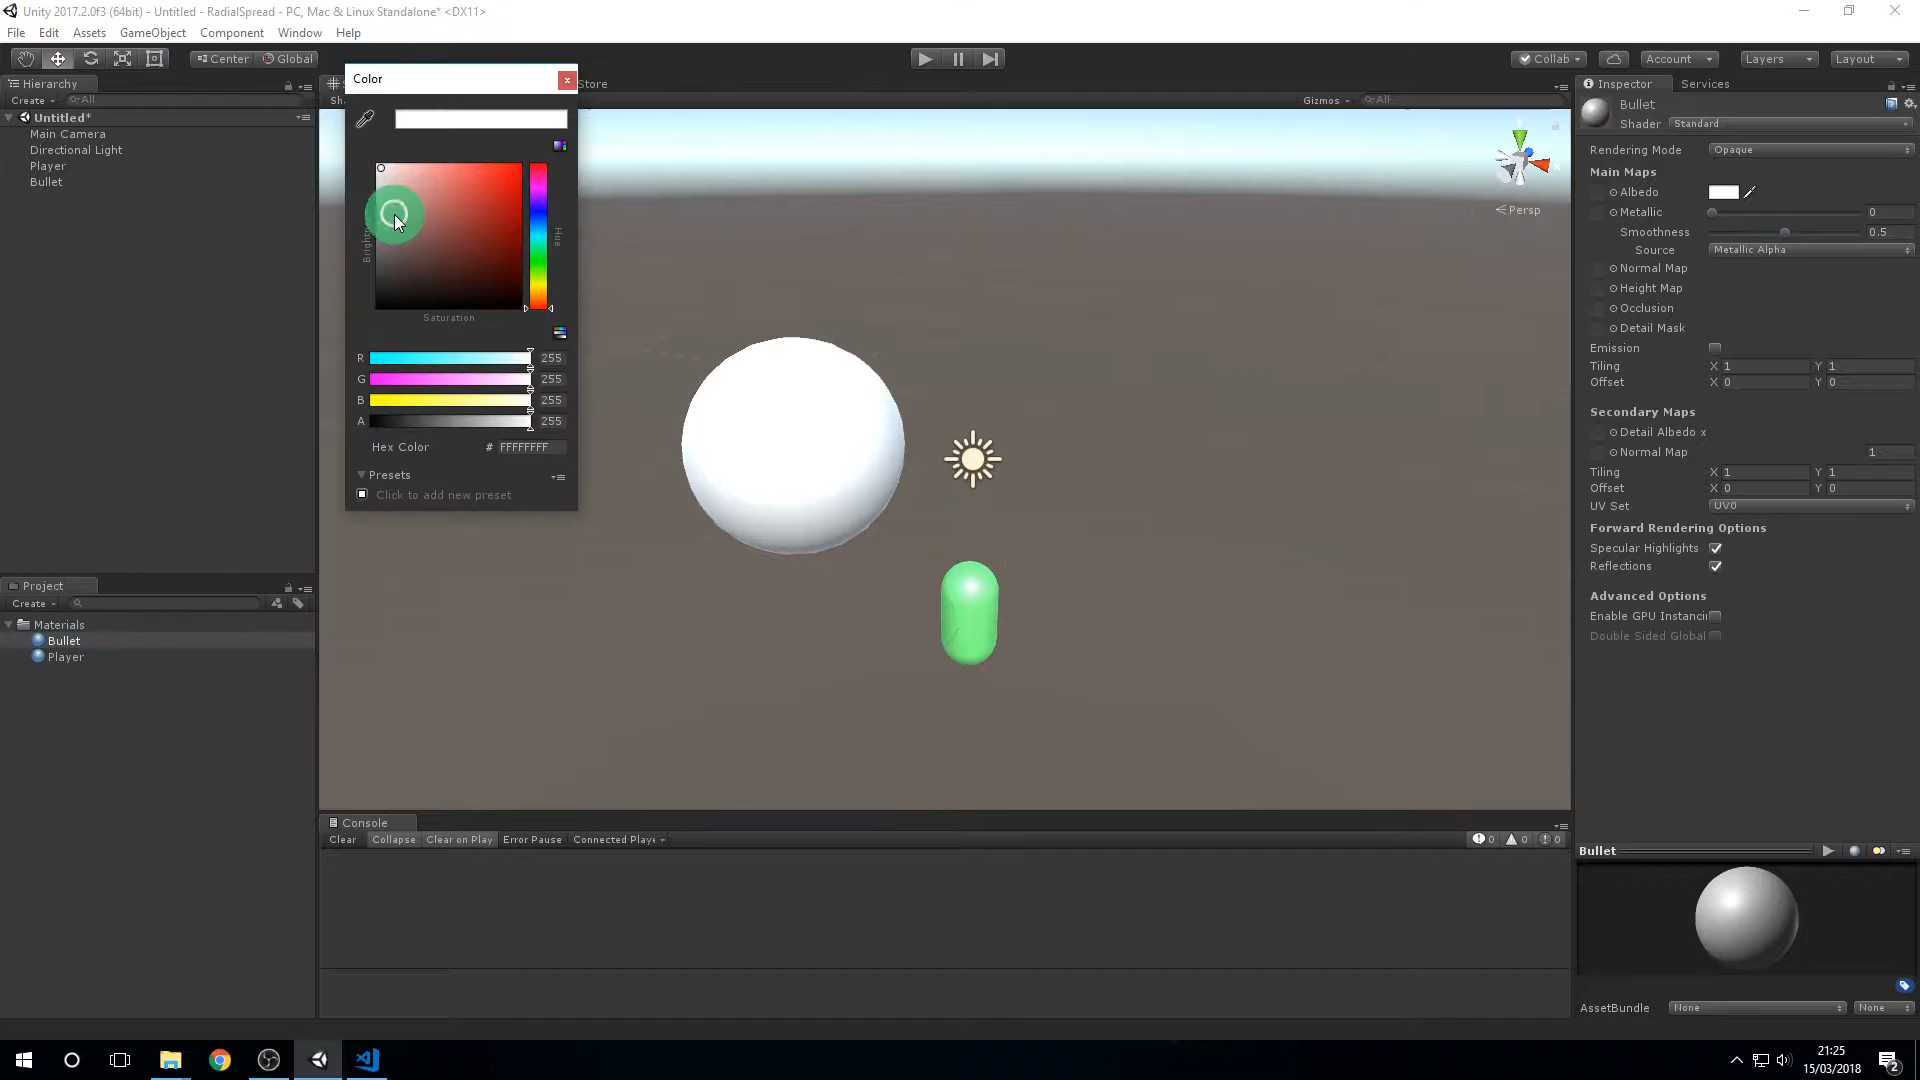 Unity 2017.2.0f3 (64bit) - Untitled - RadialSpread - PC, Mac & Linux Standalone* <DX11>
File Edit Assets GameObject Component Window Help
Center Global
Collab Account Layers Layout
Hierarchy
Create All
Untitled*
Main Camera
Directional Light
Player
Bullet
Color
Store
Gizmos All
Persp
Saturation
Hue
R 255
G 255
B 255
A 255
Hex Color # FFFFFFFF
Presets
Click to add new preset
Inspector Services
Bullet
Shader Standard
Rendering Mode Opaque
Main Maps
Albedo
Metallic 0
Smoothness 0.5
Source Metallic Alpha
Normal Map
Height Map
Occlusion
Detail Mask
Emission
Tiling X 1 Y 1
Offset X 0 Y 0
Secondary Maps
Detail Albedo x
Normal Map 1
Tiling X 1 Y 1
Offset X 0 Y 0
UV Set UV0
Forward Rendering Options
Specular Highlights
Reflections
Advanced Options
Enable GPU Instancii
Double Sided Global
Project
Create
Materials
Bullet
Player
Console
Clear Collapse Clear on Play Error Pause Connected Playe
0 0 0
Bullet
AssetBundle None None
21:25
15/03/2018
2